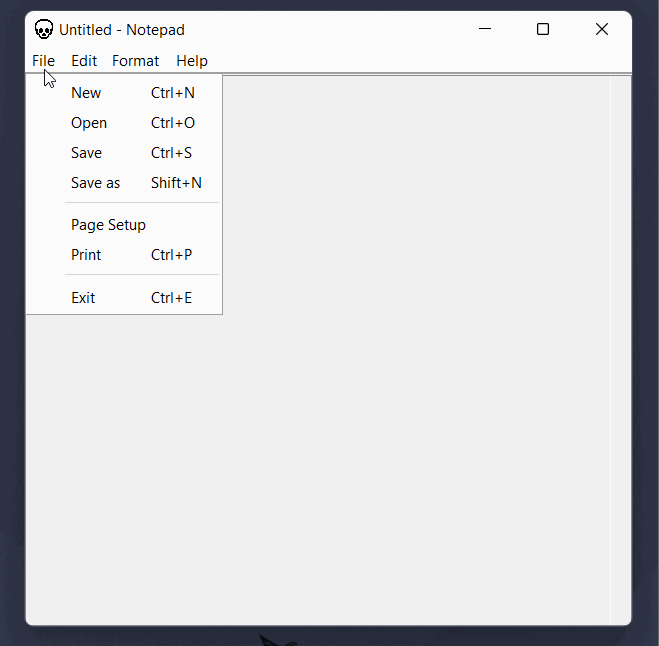 Untitled - Notepad
File Edit Format Help
New Ctrl+N
Open Ctrl+O
Save Ctrl+S
Save as Shift+N
Page Setup
Print Ctrl+P
Exit Ctrl+E